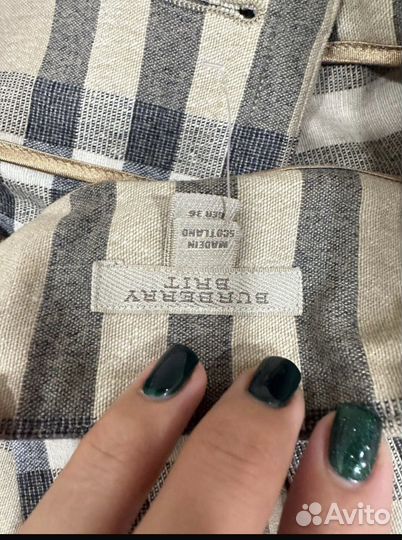 BURBERRY
BRIT
MADE IN
SCOTLAND
GER 36
Avito